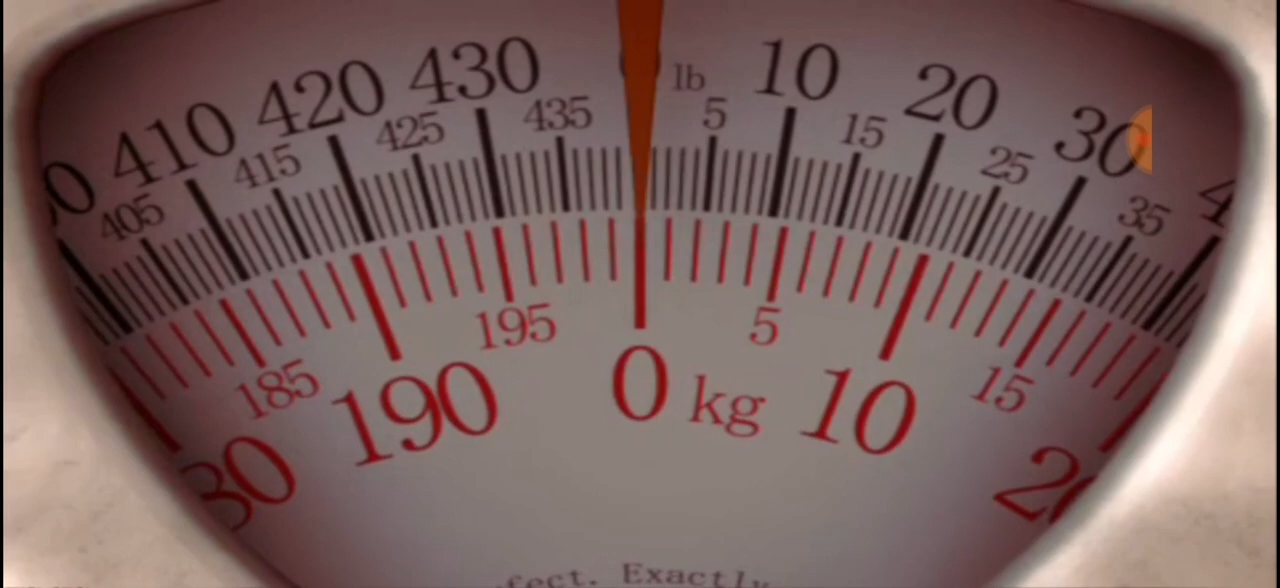 410 420 430 lb 10 20 30
405 415 425 435 5 15 25 35
185 195 5 15
190 0 kg 10
Exactly